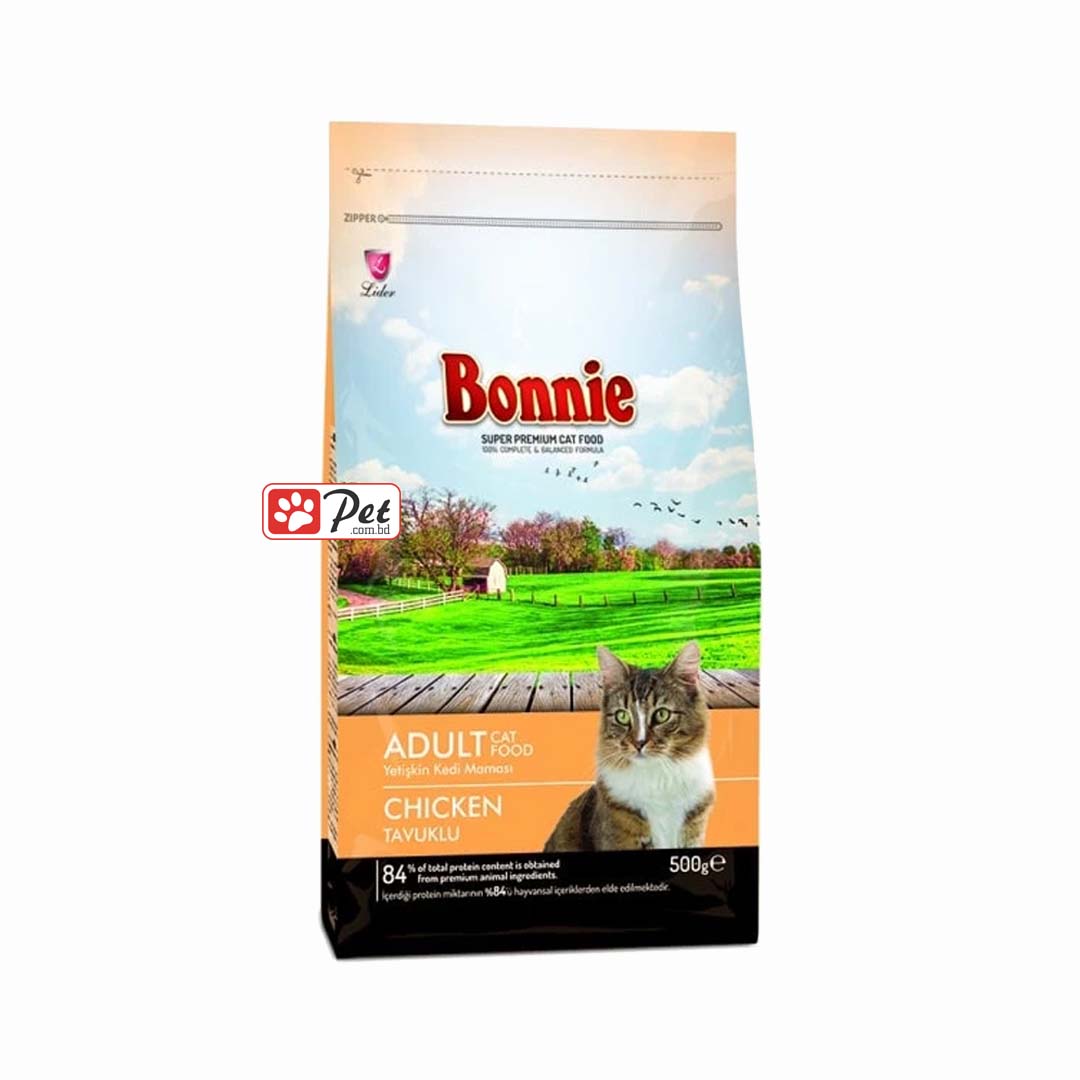 ZIPPER
L
Lider
Bonnie
SUPER PREMIUM CAT FOOD
100% COMPLETE & BALANCED FORMULA
Pet
.com.bd
ADULT CAT FOOD
Yetişkin Kedi Maması
CHICKEN
TAVUKLU
84% of total protein content is obtained
from premium animal ingredients.
500g℮
İçerdiği protein miktarının %84'ü hayvansal içeriklerden elde edilmektedir.